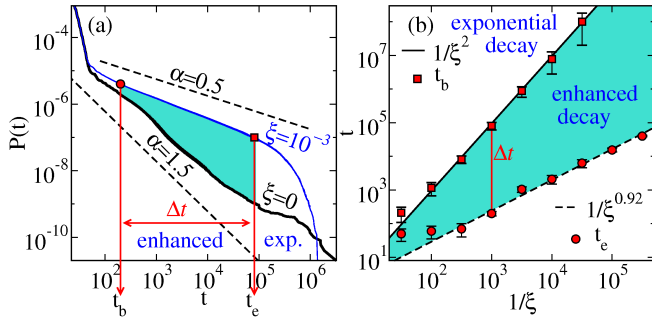 (a)
10^-4
10^-6
10^-8
10^-10
P(t)
α=0.5
α=1.5
ξ=10^-3
ξ=0
Δt
enhanced
exp.
10^2 10^3 10^4 10^5 10^6
t_b t t_e
(b)
exponential
decay
1/ξ^2
t_b
enhanced
decay
Δt
1/ξ^0.92
t_e
t
10^7
10^5
10^3
10^1
10^2 10^3 10^4 10^5
1/ξ